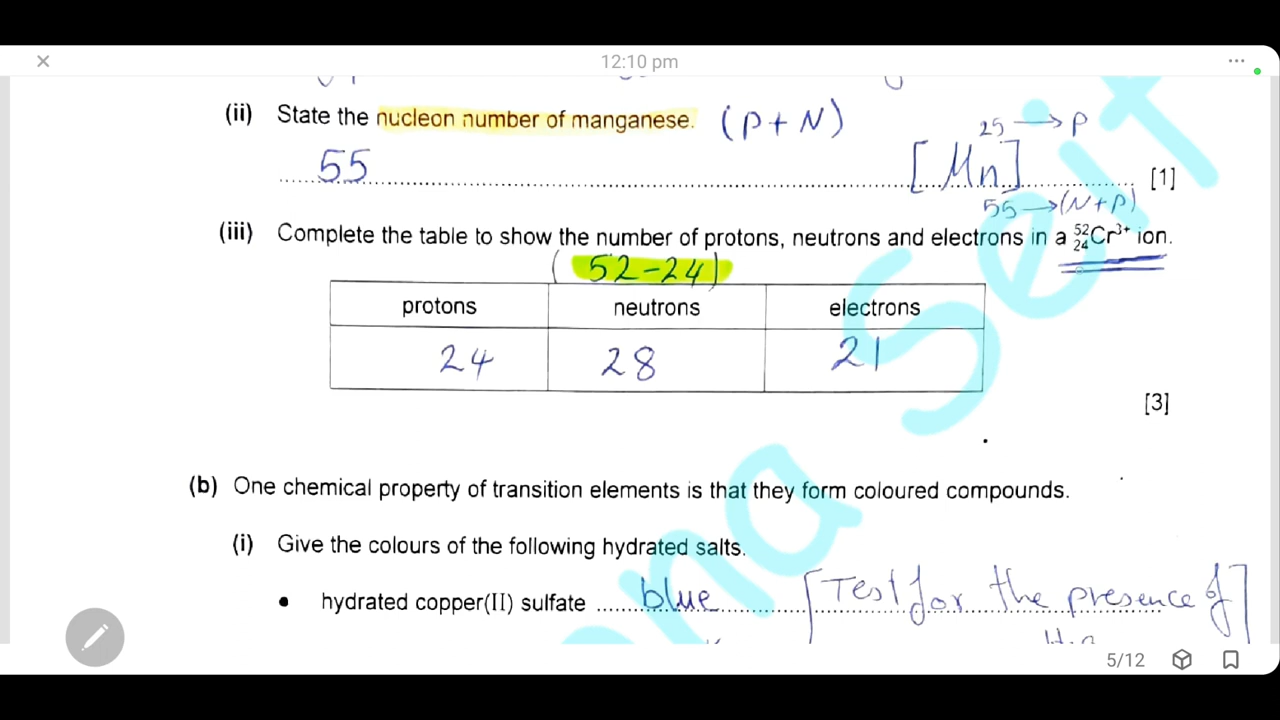 12:10 pm
(ii) State the nucleon number of manganese. (P+N)
25 → P
55 [Mn] [1]
55 → (N+P)
(iii) Complete the table to show the number of protons, neutrons and electrons in a ⁵²₂₄Cr³⁺ ion.
(52-24)
protons neutrons electrons
24 28 21
[3]
(b) One chemical property of transition elements is that they form coloured compounds.
(i) Give the colours of the following hydrated salts.
• hydrated copper(II) sulfate blue [Test for the presence of]
5/12